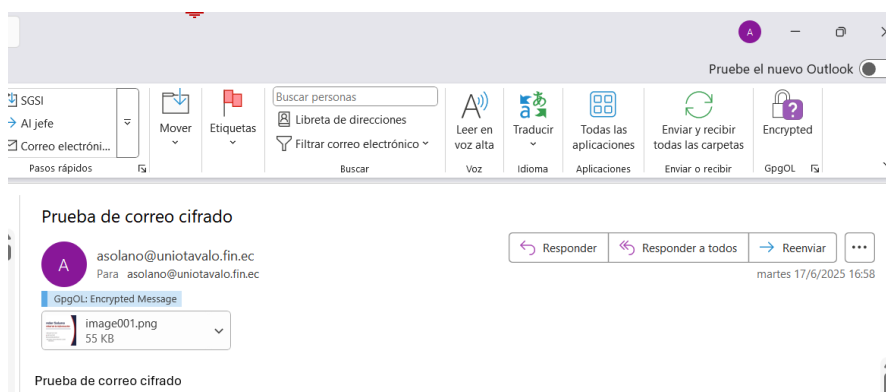 A
Pruebe el nuevo Outlook
SGSI
Al jefe
Correo electróni...
Pasos rápidos
Mover
Etiquetas
Buscar personas
Libreta de direcciones
Filtrar correo electrónico
Buscar
Leer en
voz alta
Voz
Traducir
Idioma
Todas las
aplicaciones
Aplicaciones
Enviar y recibir
todas las carpetas
Enviar o recibir
Encrypted
GpgOL
Prueba de correo cifrado
A
asolano@uniotavalo.fin.ec
Para asolano@uniotavalo.fin.ec
Responder
Responder a todos
Reenviar
martes 17/6/2025 16:58
GpgOL: Encrypted Message
image001.png
55 KB
Prueba de correo cifrado